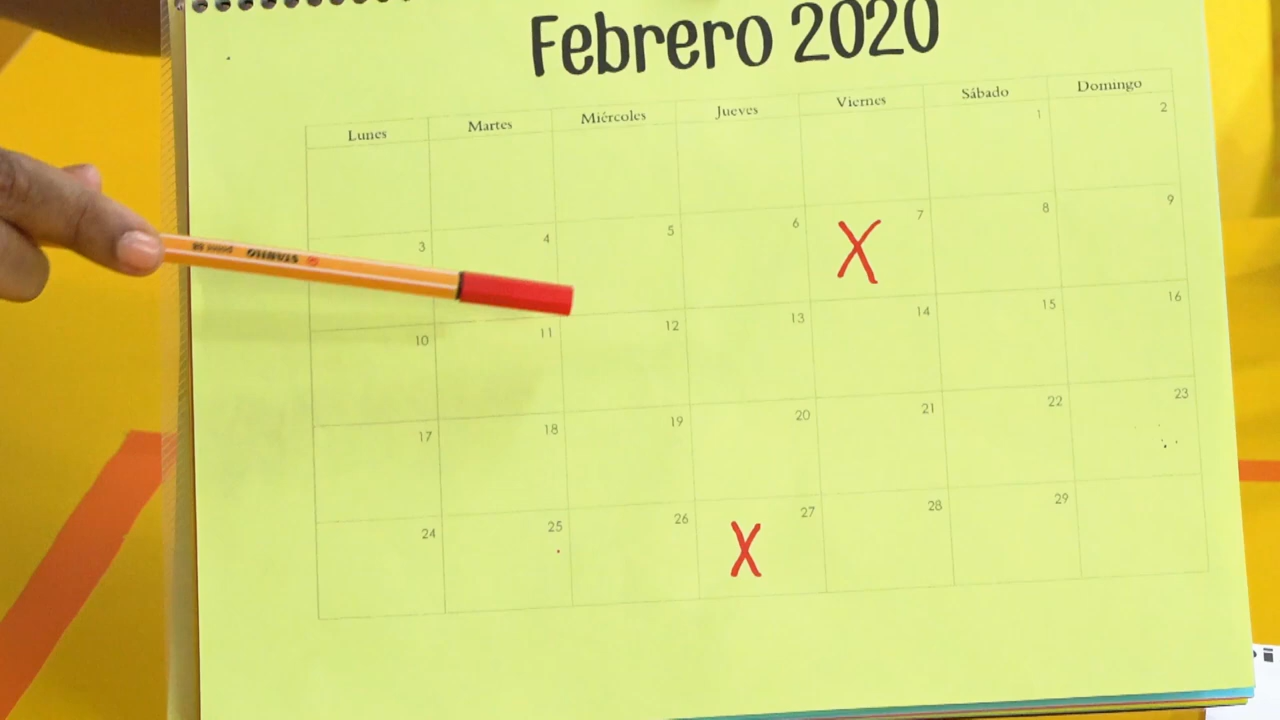 Febrero 2020
Lunes Martes Miércoles Jueves Viernes Sábado Domingo
1 2
3 4 5 6 X 7 8 9
10 11 12 13 14 15 16
17 18 19 20 21 22 23
24 25 26 X 27 28 29
STABILO point 88